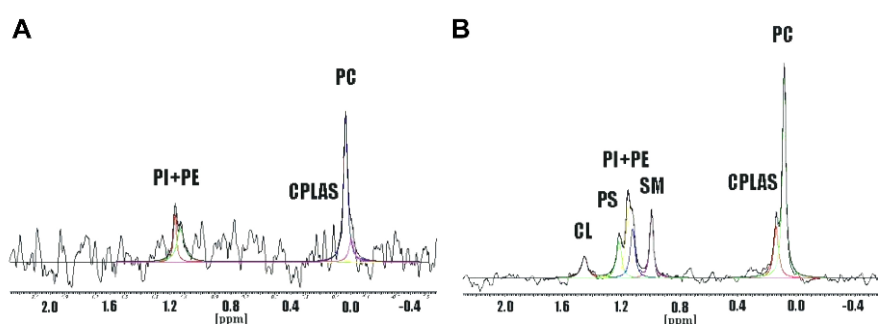 A
PC
PI+PE
CPLAS
2.0 1.6 1.2 0.8 0.4 0.0 -0.4
[ppm]
B
PC
PI+PE
CPLAS
SM
PS
CL
2.0 1.6 1.2 0.8 0.4 0.0 -0.4
[ppm]